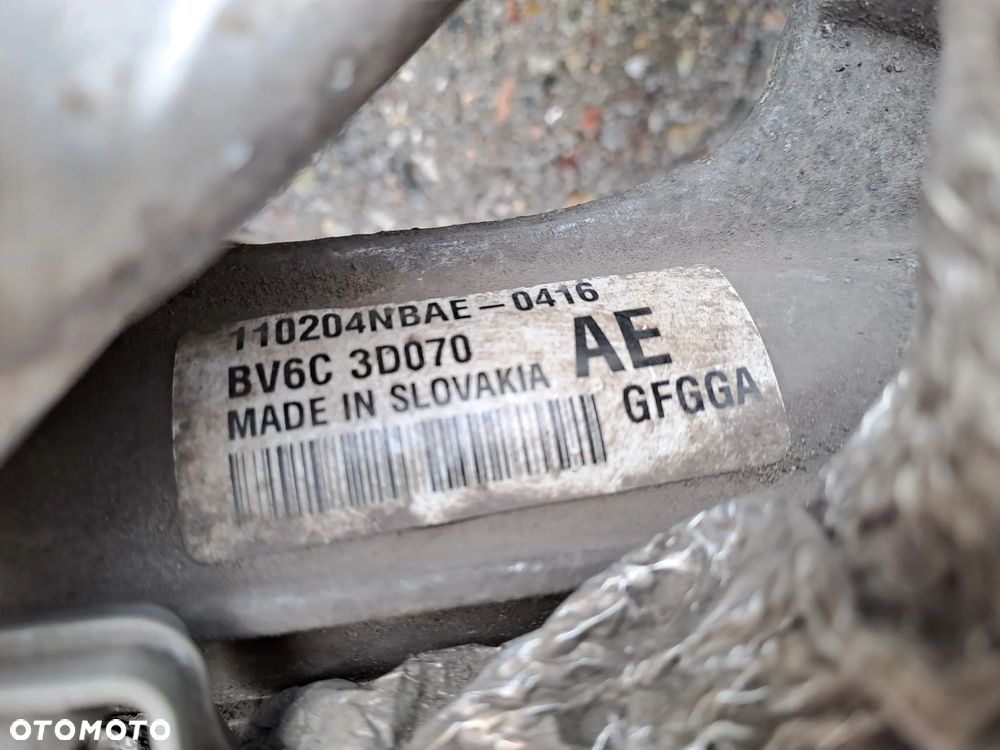 110204NBAE-0416
BV6C 3D070 AE
MADE IN SLOVAKIA GFGGA
OTOMOTO